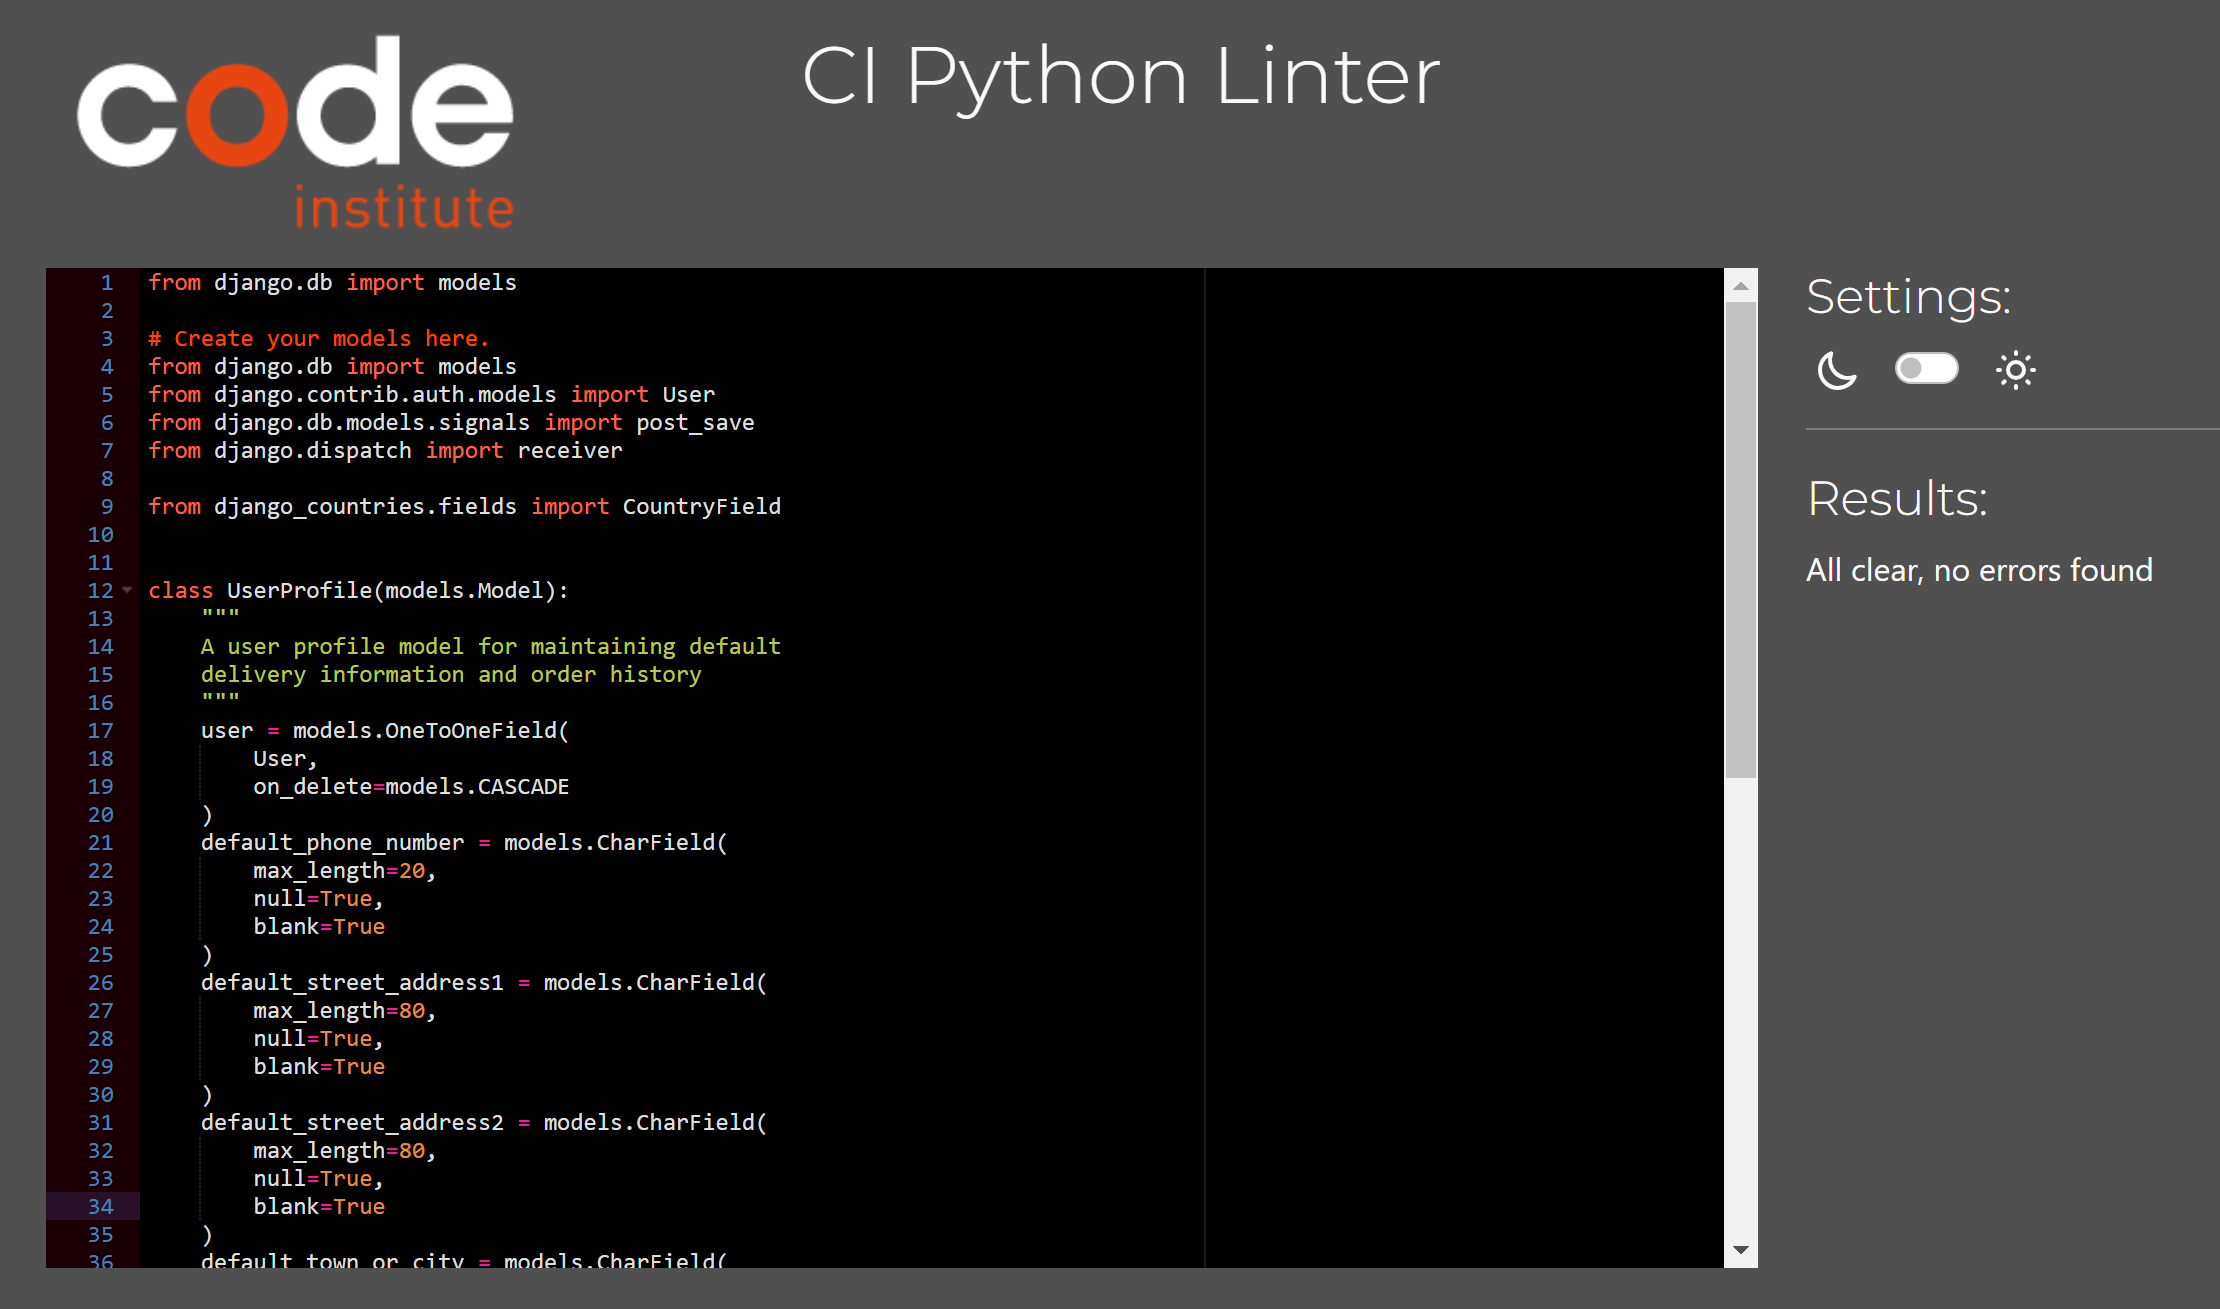 code
institute
CI Python Linter
1 from django.db import models
2
3 # Create your models here.
4 from django.db import models
5 from django.contrib.auth.models import User
6 from django.db.models.signals import post_save
7 from django.dispatch import receiver
8
9 from django_countries.fields import CountryField
10
11
12 class UserProfile(models.Model):
13     """
14     A user profile model for maintaining default
15     delivery information and order history
16     """
17     user = models.OneToOneField(
18         User,
19         on_delete=models.CASCADE
20     )
21     default_phone_number = models.CharField(
22         max_length=20,
23         null=True,
24         blank=True
25     )
26     default_street_address1 = models.CharField(
27         max_length=80,
28         null=True,
29         blank=True
30     )
31     default_street_address2 = models.CharField(
32         max_length=80,
33         null=True,
34         blank=True
35     )
36     default_town_or_city = models.CharField(
Settings:
Results:
All clear, no errors found